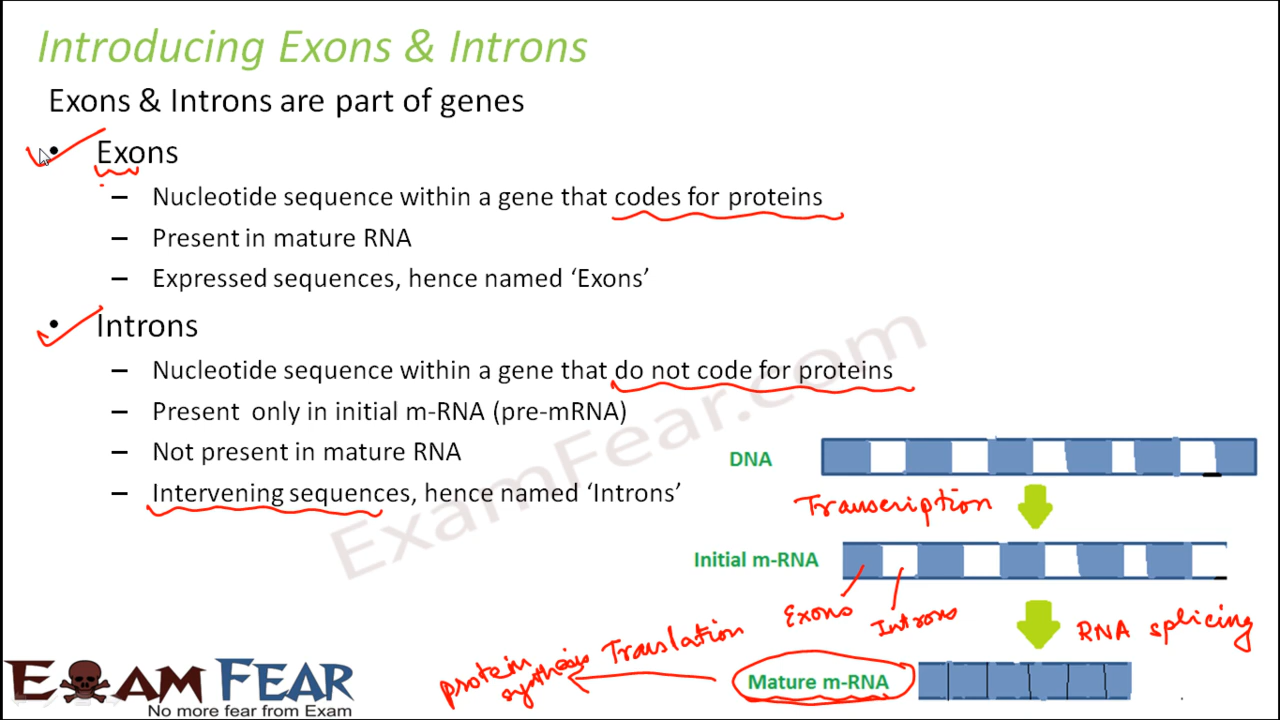 Introducing Exons & Introns
Exons & Introns are part of genes
• Exons
– Nucleotide sequence within a gene that codes for proteins
– Present in mature RNA
– Expressed sequences, hence named ‘Exons’
• Introns
– Nucleotide sequence within a gene that do not code for proteins
– Present only in initial m-RNA (pre-mRNA)
– Not present in mature RNA
– Intervening sequences, hence named ‘Introns’
ExamFear.com
DNA
Transcription
Initial m-RNA
Exons
Introns
RNA splicing
Mature m-RNA
Translation
protein
synthesis
EXAM FEAR
No more fear from Exam